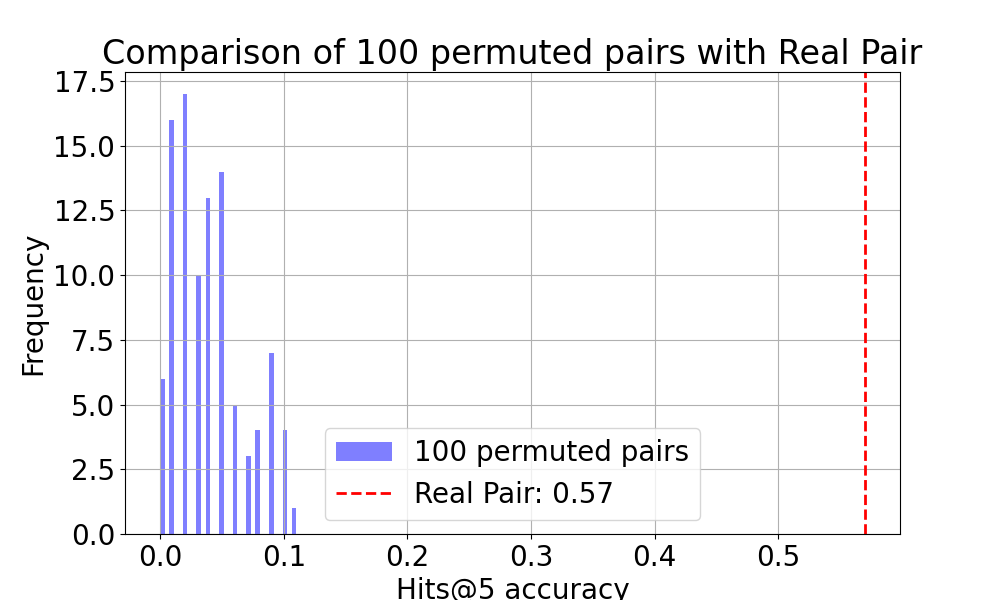 Comparison of 100 permuted pairs with Real Pair
17.5
15.0
12.5
10.0
7.5
5.0
2.5
0.0
Frequency
100 permuted pairs
Real Pair: 0.57
0.0 0.1 0.2 0.3 0.4 0.5
Hits@5 accuracy